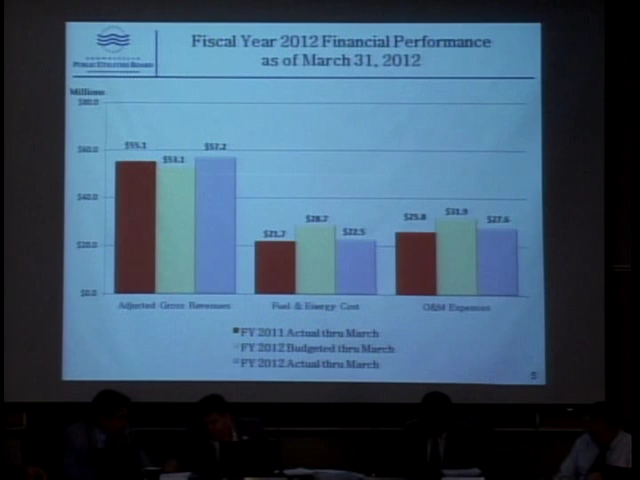 Fiscal Year 2012 Financial Performance
as of March 31, 2012
PUBLIC UTILITIES BOARD
Millions
$80.0
$60.0
$40.0
$20.0
$0.0
$55.1
$53.1
$57.2
$21.7
$28.7
$22.5
$25.8
$31.9
$27.6
Adjusted Gross Revenues
Fuel & Energy Cost
O&M Expenses
FY 2011 Actual thru March
FY 2012 Budgeted thru March
FY 2012 Actual thru March
5